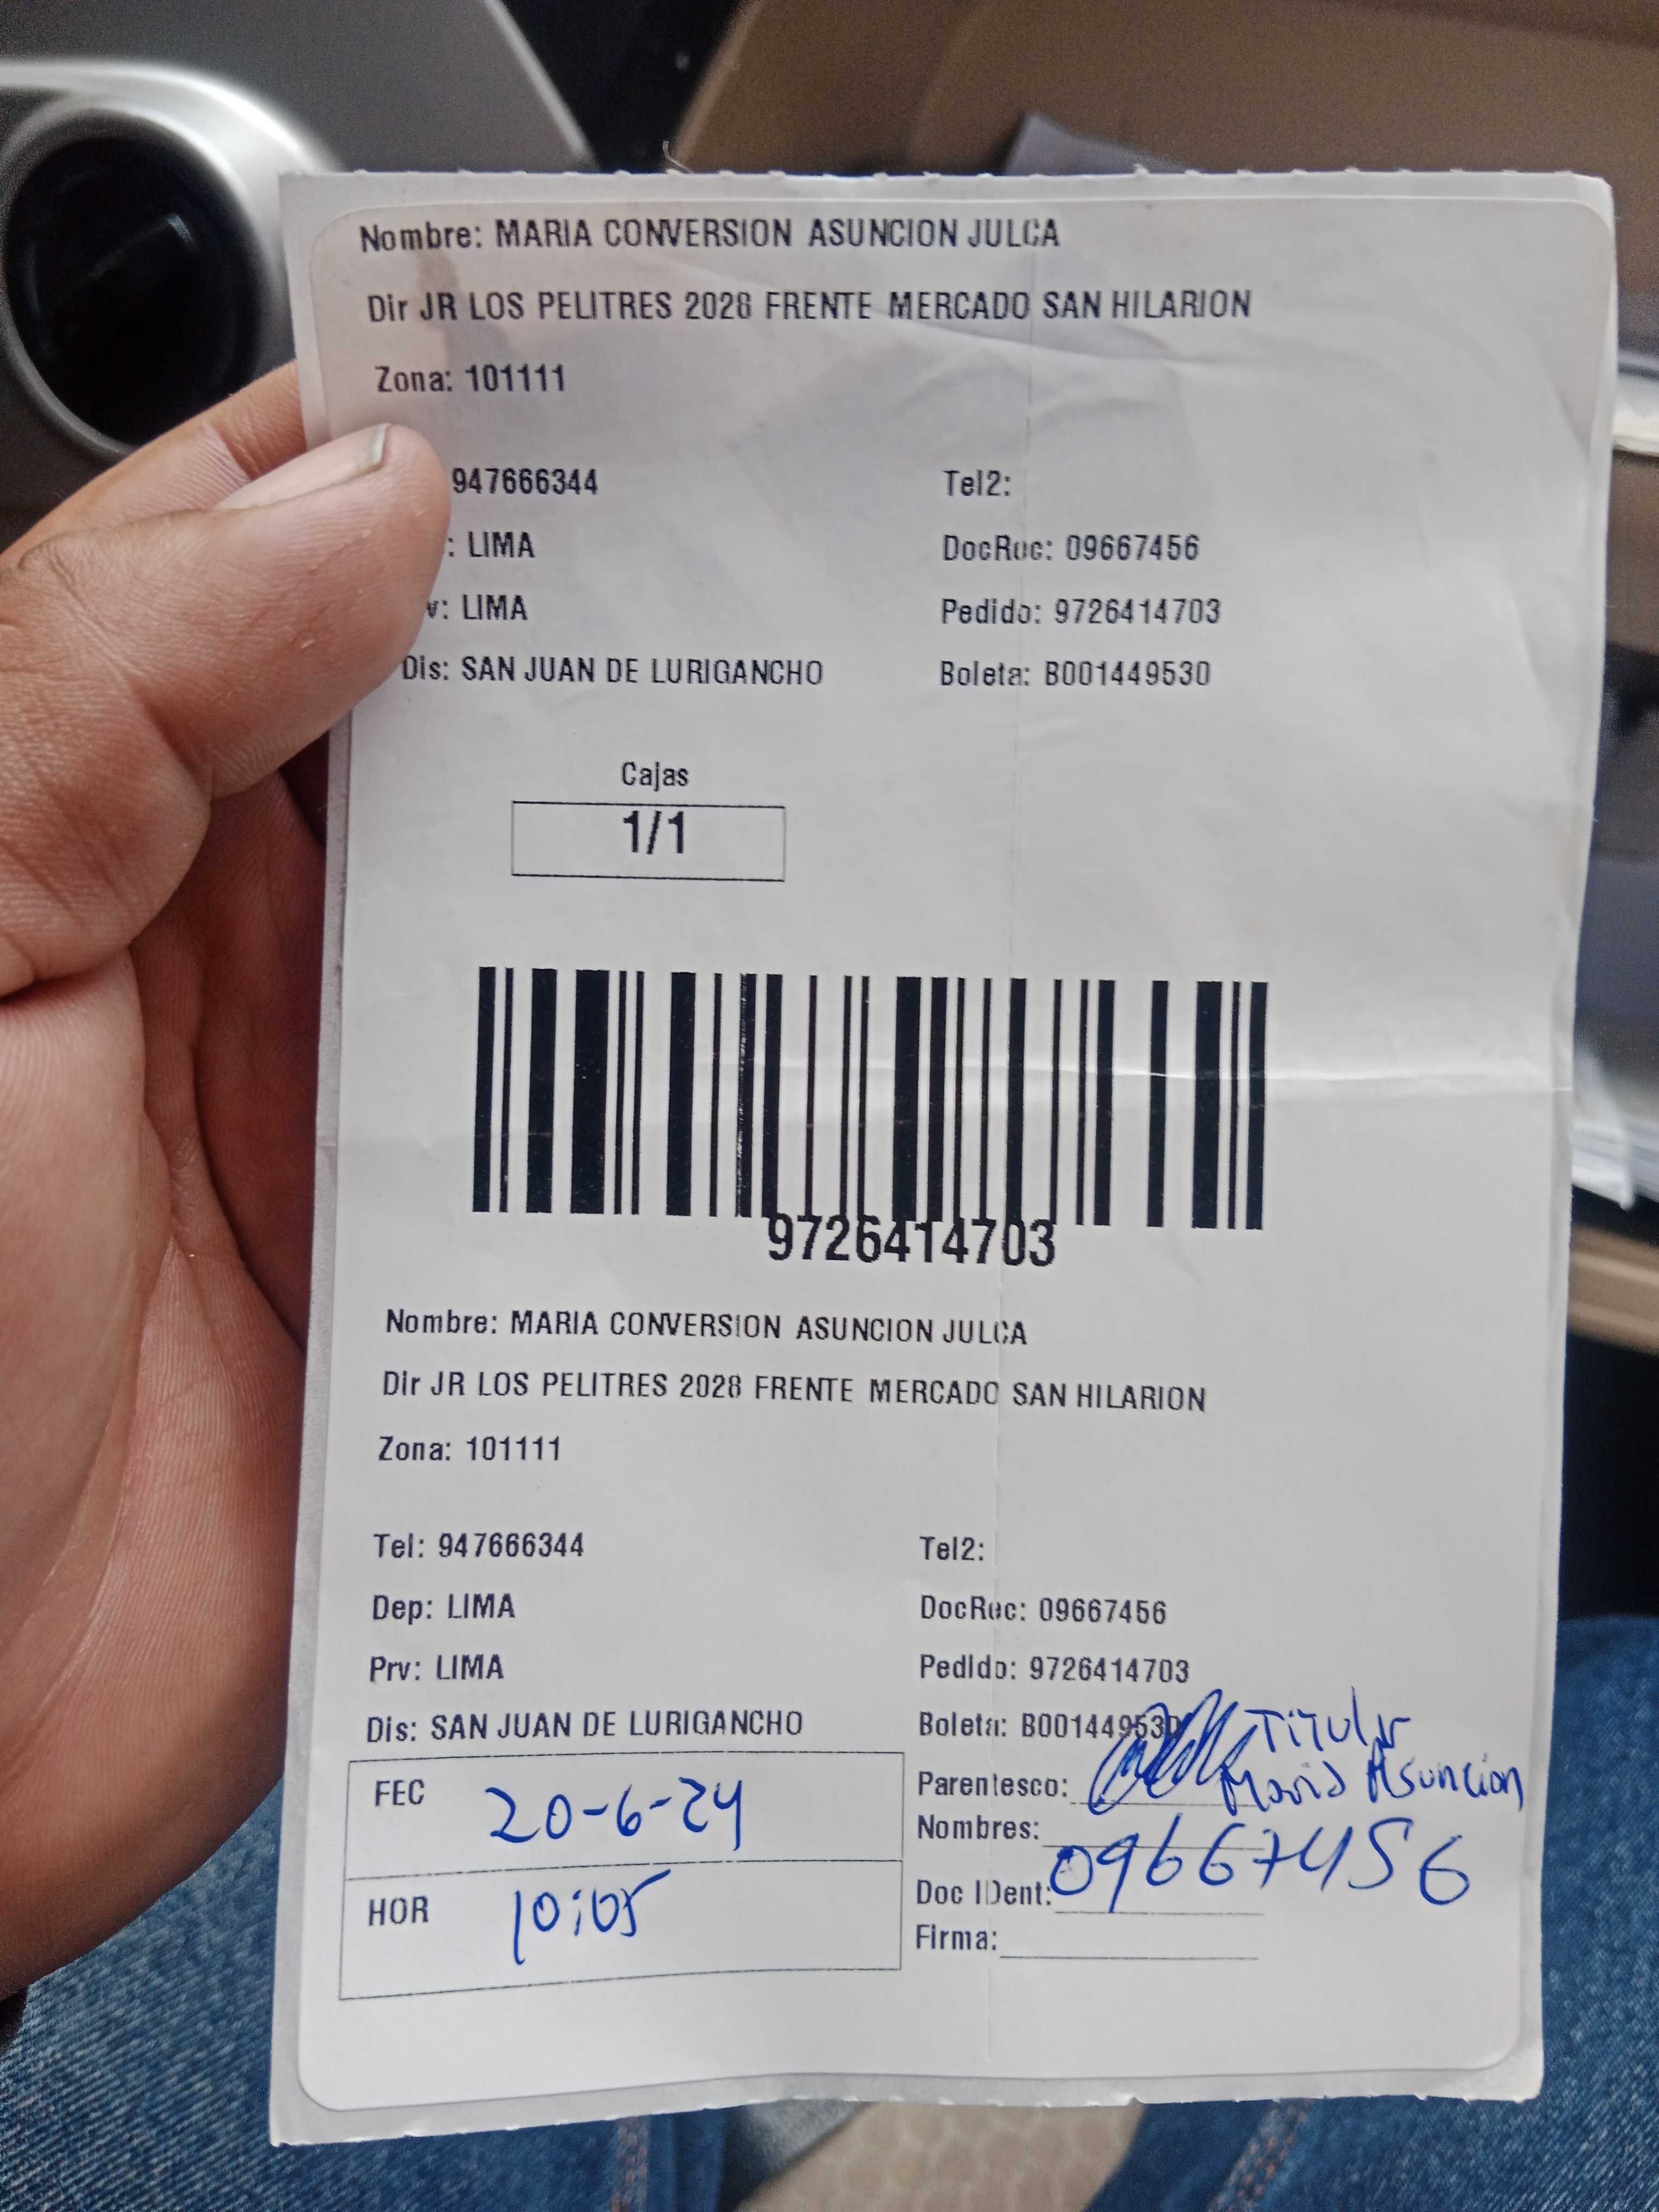 Nombre: MARIA CONVERSION ASUNCION JULCA
Dir JR LOS PELITRES 2028 FRENTE MERCADO SAN HILARION
Zona: 101111
947666344 Tel2:
: LIMA DocRec: 09667456
v: LIMA Pedido: 9726414703
Dis: SAN JUAN DE LURIGANCHO Boleta: B001449530
Cajas
1/1
9726414703
Nombre: MARIA CONVERSION ASUNCION JULCA
Dir JR LOS PELITRES 2028 FRENTE MERCADO SAN HILARION
Zona: 101111
Tel: 947666344 Tel2:
Dep: LIMA DocRec: 09667456
Prv: LIMA Pedido: 9726414703
Dis: SAN JUAN DE LURIGANCHO Boleta: B001449530
FEC 20-6-24
HOR 10:05
Parentesco: Titular
Nombres: Maria Asuncion
Doc IDent: 09667456
Firma: